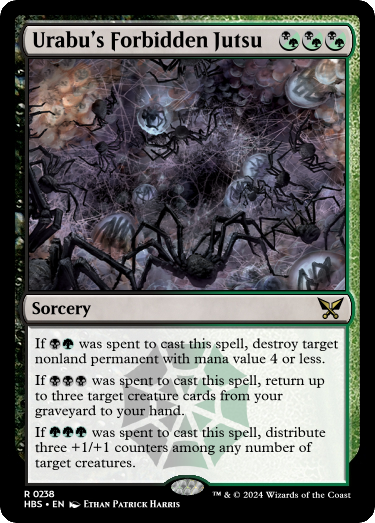 Urabu's Forbidden Jutsu
Sorcery
If was spent to cast this spell, destroy target
nonland permanent with mana value 4 or less.
If was spent to cast this spell, return up
to three target creature cards from your
graveyard to your hand.
If was spent to cast this spell, distribute
three +1/+1 counters among any number of
target creatures.
R 0238
HBS • EN Ethan Patrick Harris
™ & © 2024 Wizards of the Coast